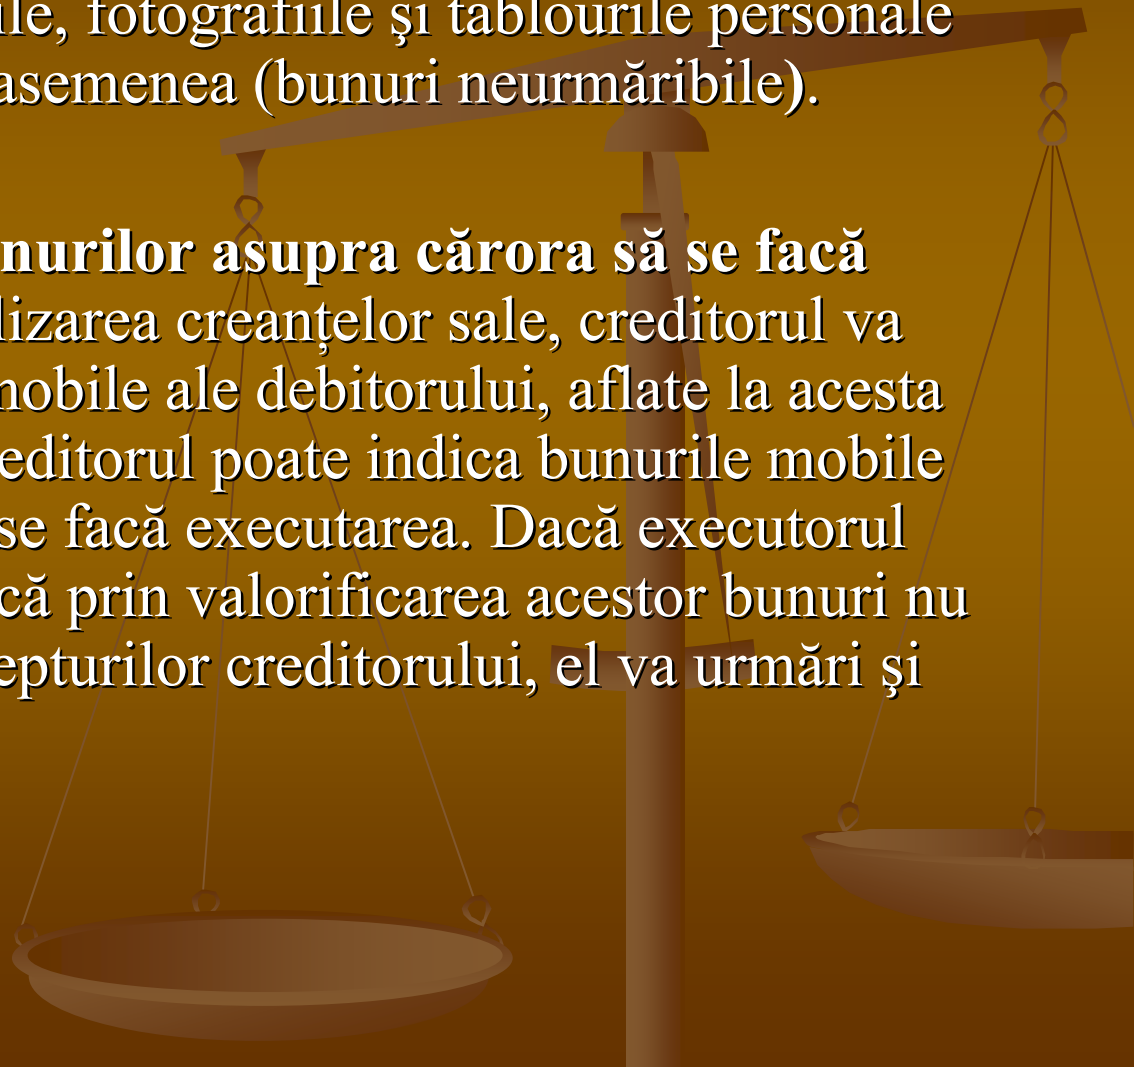 ile, fotografiile şi tablourile personale
asemenea (bunuri neurmăribile).
nurilor asupra cărora să se facă
lizarea creanțelor sale, creditorul va
mobile ale debitorului, aflate la acesta
editorul poate indica bunurile mobile
se facă executarea. Dacă executorul
că prin valorificarea acestor bunuri nu
epturilor creditorului, el va urmări şi